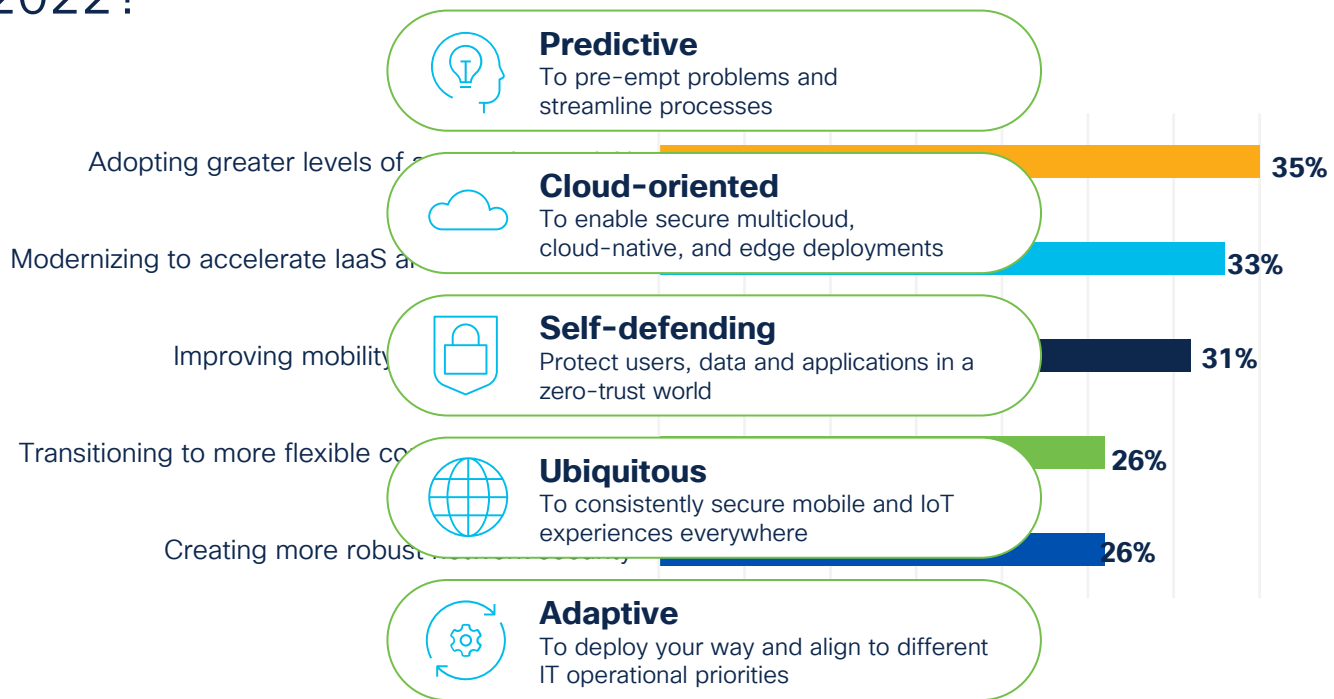 2022?
Predictive
To pre-empt problems and
streamline processes
Adopting greater levels of
35%
Cloud-oriented
To enable secure multicloud,
cloud-native, and edge deployments
Modernizing to accelerate IaaS
33%
Self-defending
Protect users, data and applications in a
zero-trust world
Improving mobility
31%
Transitioning to more flexible
26%
Ubiquitous
To consistently secure mobile and IoT
experiences everywhere
Creating more robust
26%
Adaptive
To deploy your way and align to different
IT operational priorities